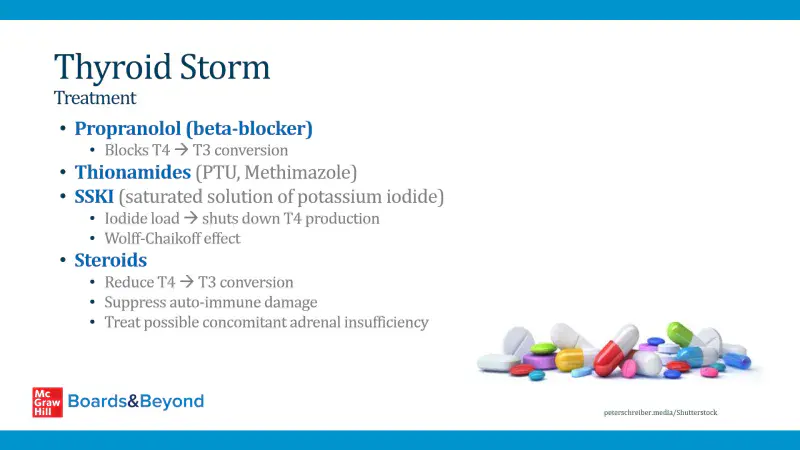 Thyroid Storm
Treatment
• Propranolol (beta-blocker)
• Blocks T4 → T3 conversion
• Thionamides (PTU, Methimazole)
• SSKI (saturated solution of potassium iodide)
• Iodide load → shuts down T4 production
• Wolff-Chaikoff effect
• Steroids
• Reduce T4 → T3 conversion
• Suppress auto-immune damage
• Treat possible concomitant adrenal insufficiency
Mc
Graw
Hill
Boards&Beyond
peterschreiber.media/Shutterstock